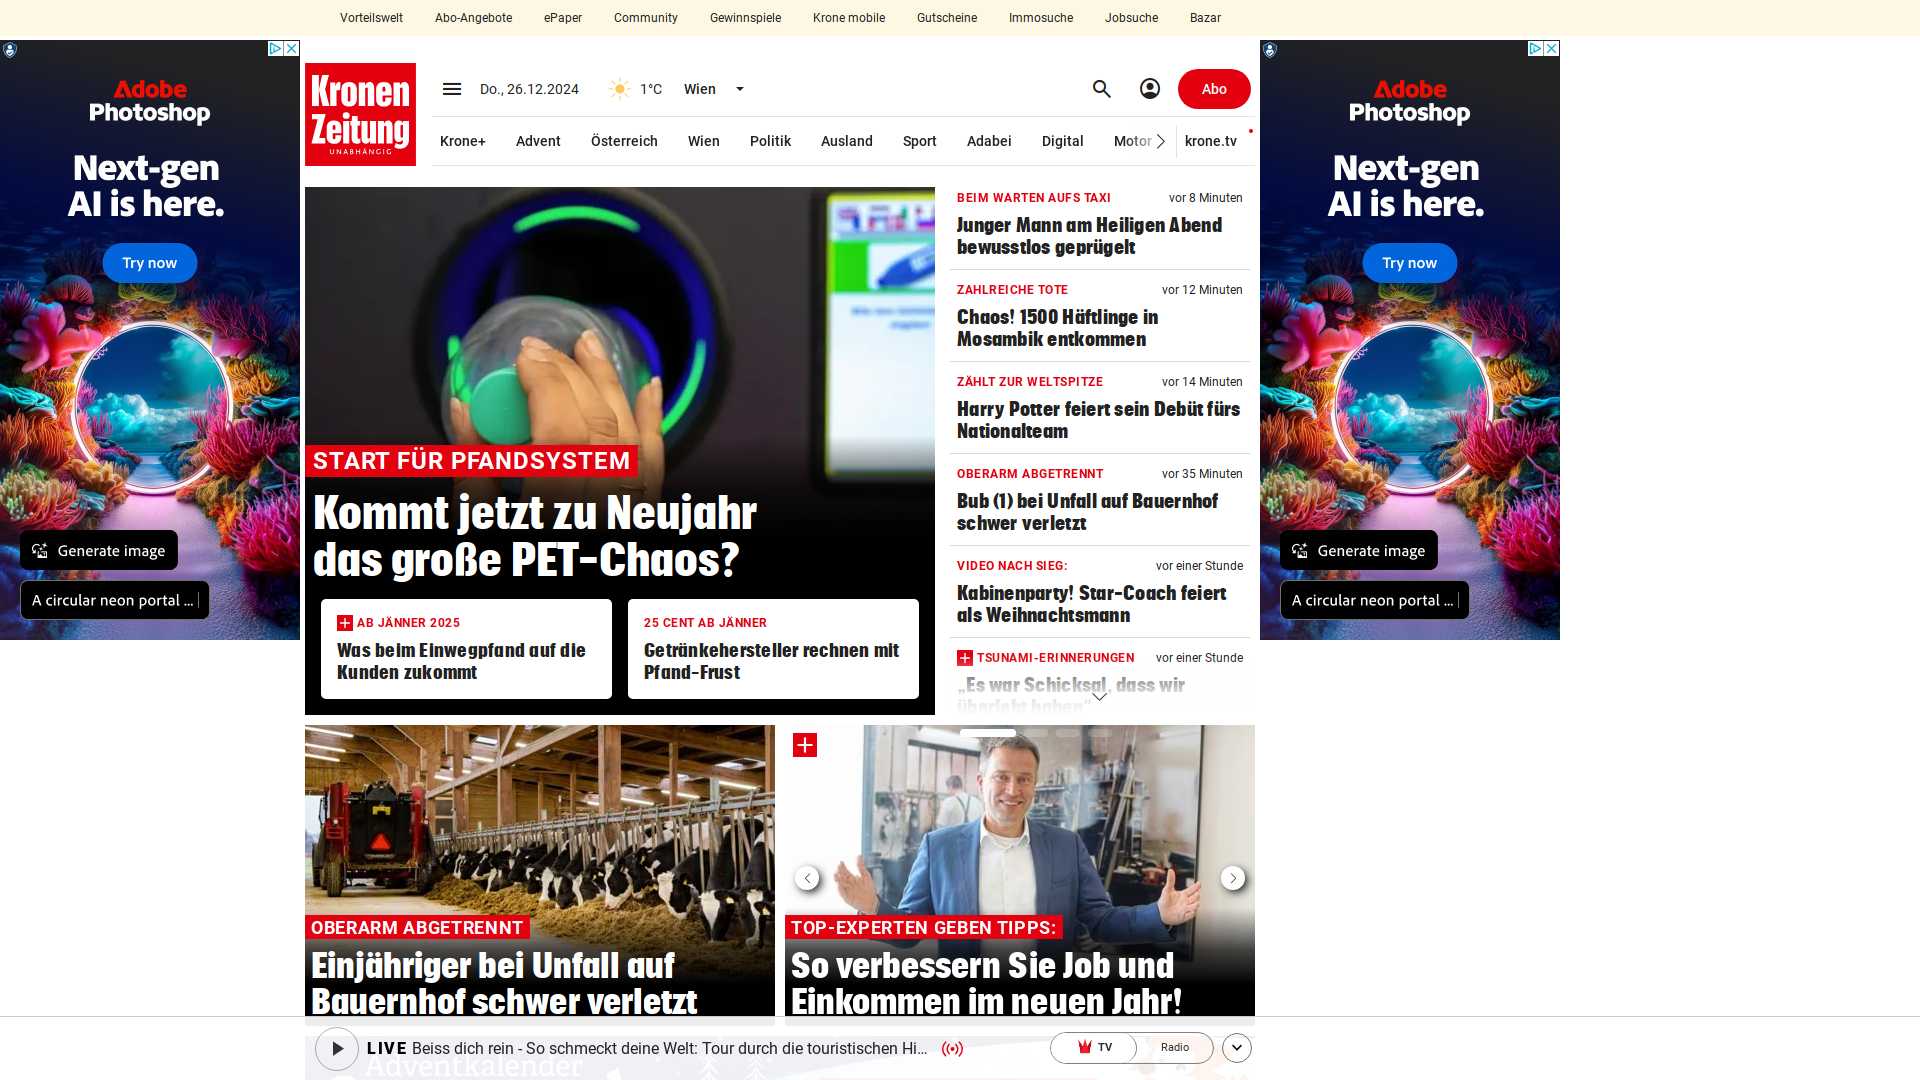 Vorteilswelt Abo-Angebote ePaper Community Gewinnspiele Krone mobile Gutscheine Immosuche Jobsuche Bazar
Adobe
Photoshop
Next-gen
AI is here.
Try now
Generate image
A circular neon portal ...
Kronen
Zeitung
UNABHÄNGIG
Do., 26.12.2024 1°C Wien
Abo
Krone+ Advent Österreich Wien Politik Ausland Sport Adabei Digital Motor krone.tv
START FÜR PFANDSYSTEM
Kommt jetzt zu Neujahr
das große PET-Chaos?
AB JÄNNER 2025
Was beim Einwegpfand auf die
Kunden zukommt
25 CENT AB JÄNNER
Getränkehersteller rechnen mit
Pfand-Frust
BEIM WARTEN AUFS TAXI vor 8 Minuten
Junger Mann am Heiligen Abend
bewusstlos geprügelt
ZAHLREICHE TOTE vor 12 Minuten
Chaos! 1500 Häftlinge in
Mosambik entkommen
ZÄHLT ZUR WELTSPITZE vor 14 Minuten
Harry Potter feiert sein Debüt fürs
Nationalteam
OBERARM ABGETRENNT vor 35 Minuten
Bub (1) bei Unfall auf Bauernhof
schwer verletzt
VIDEO NACH SIEG: vor einer Stunde
Kabinenparty! Star-Coach feiert
als Weihnachtsmann
TSUNAMI-ERINNERUNGEN vor einer Stunde
„Es war Schicksal, dass wir
überlebt haben“
Adobe
Photoshop
Next-gen
AI is here.
Try now
Generate image
A circular neon portal ...
OBERARM ABGETRENNT
Einjähriger bei Unfall auf
Bauernhof schwer verletzt
TOP-EXPERTEN GEBEN TIPPS:
So verbessern Sie Job und
Einkommen im neuen Jahr!
LIVE Beiss dich rein - So schmeckt deine Welt: Tour durch die touristischen Hi...
TV Radio
Adventkalender